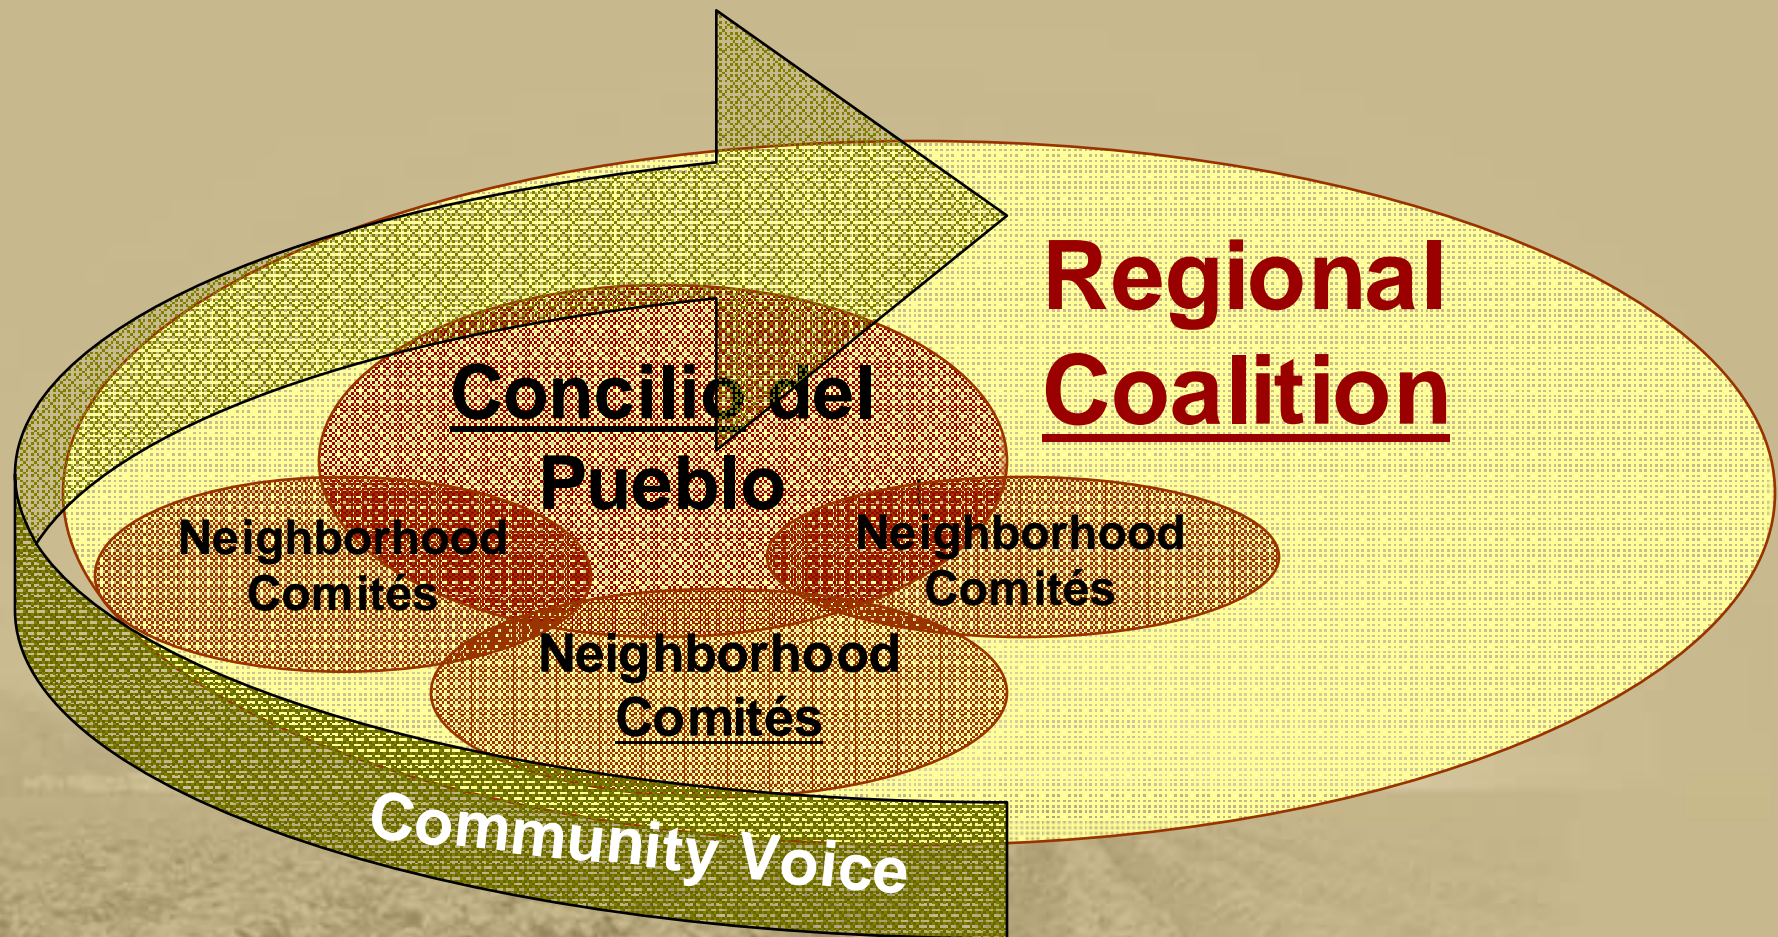 Regional
Coalition
Concilio del
Pueblo
Neighborhood
Comités
Neighborhood
Comités
Neighborhood
Comités
Community Voice